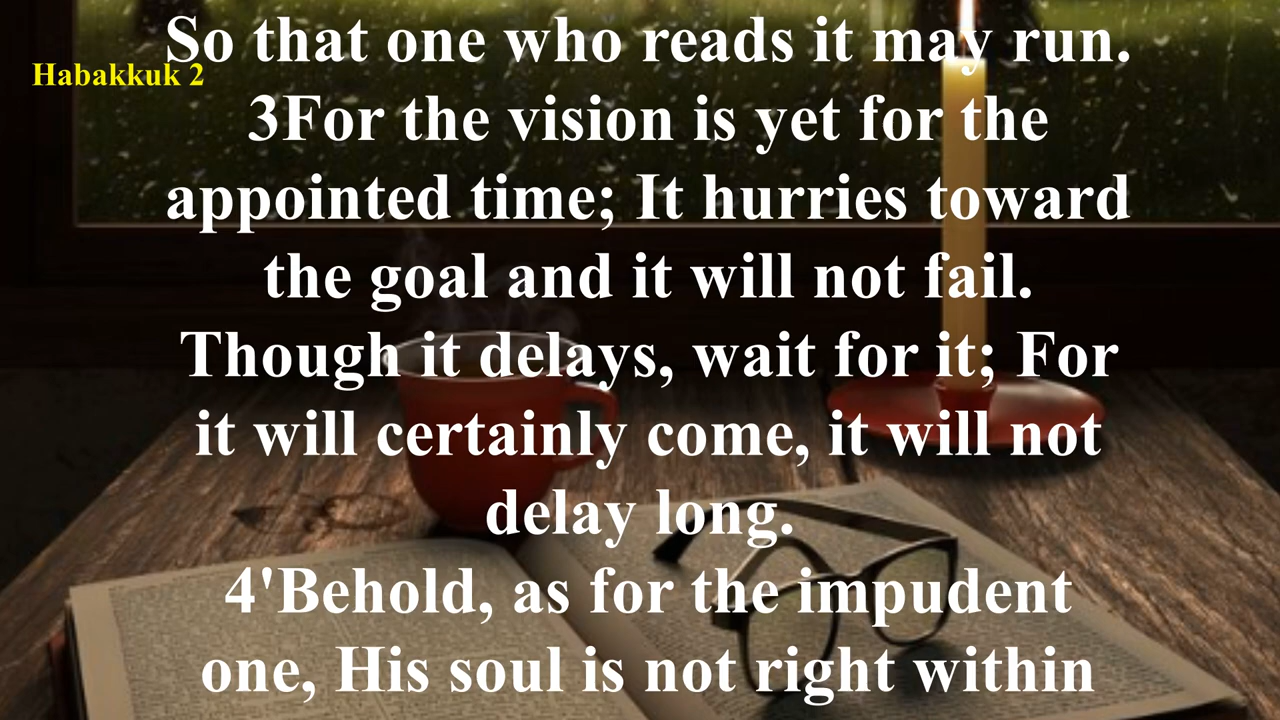 So that one who reads it may run.
Habakkuk 2
3For the vision is yet for the
appointed time; It hurries toward
the goal and it will not fail.
Though it delays, wait for it; For
it will certainly come, it will not
delay long.
4'Behold, as for the impudent
one, His soul is not right within